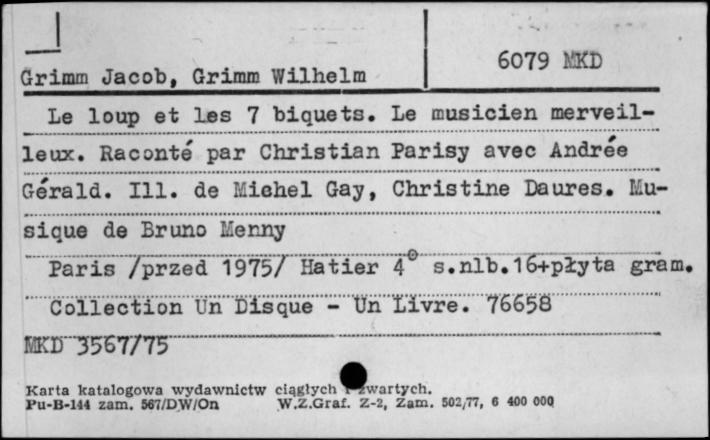 6079 MKD
Grimm Jacob, Grimm Wilhelm
Le loup et les 7 biquets. Le musicien merveil-
leux. Raconté par Christian Parisy avec Andrée
Gérald. Ill. de Michel Gay, Christine Daures. Mu-
sique de Bruno Menny
Paris /przed 1975/ Hatier 4° s.nlb.16+płyta gram.
Collection Un Disque - Un Livre. 76658
MKD 3567/75
Karta katalogowa wydawnictw ciągłych i zwartych.
Pu-B-144 zam. 567/DW/On W.Z.Graf. Z-2, Zam. 502/77, 6 400 000